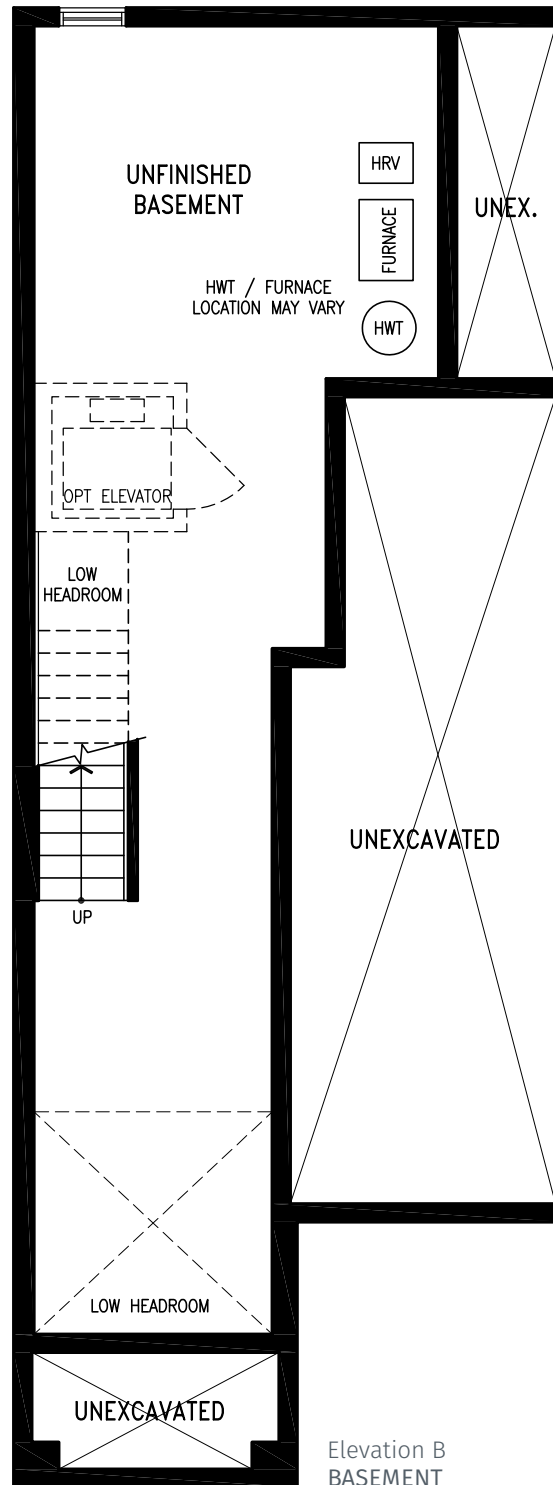 UNFINISHED
BASEMENT
HRV
FURNACE
UNEX.
HWT / FURNACE
LOCATION MAY VARY
HWT
OPT ELEVATOR
LOW
HEADROOM
UNEXCAVATED
UP
LOW HEADROOM
UNEXCAVATED
Elevation B
BASEMENT